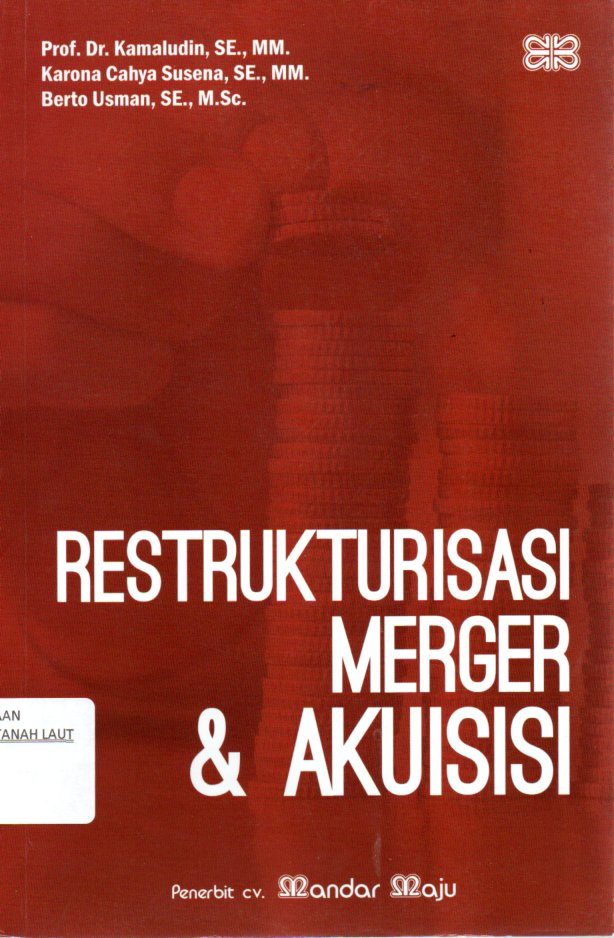 Prof. Dr. Kamaludin, SE., MM.
Karona Cahya Susena, SE., MM.
Berto Usman, SE., M.Sc.
RESTRUKTURISASI
MERGER
& AKUISISI
AAN
TANAH LAUT
Penerbit cv. Mandar Maju